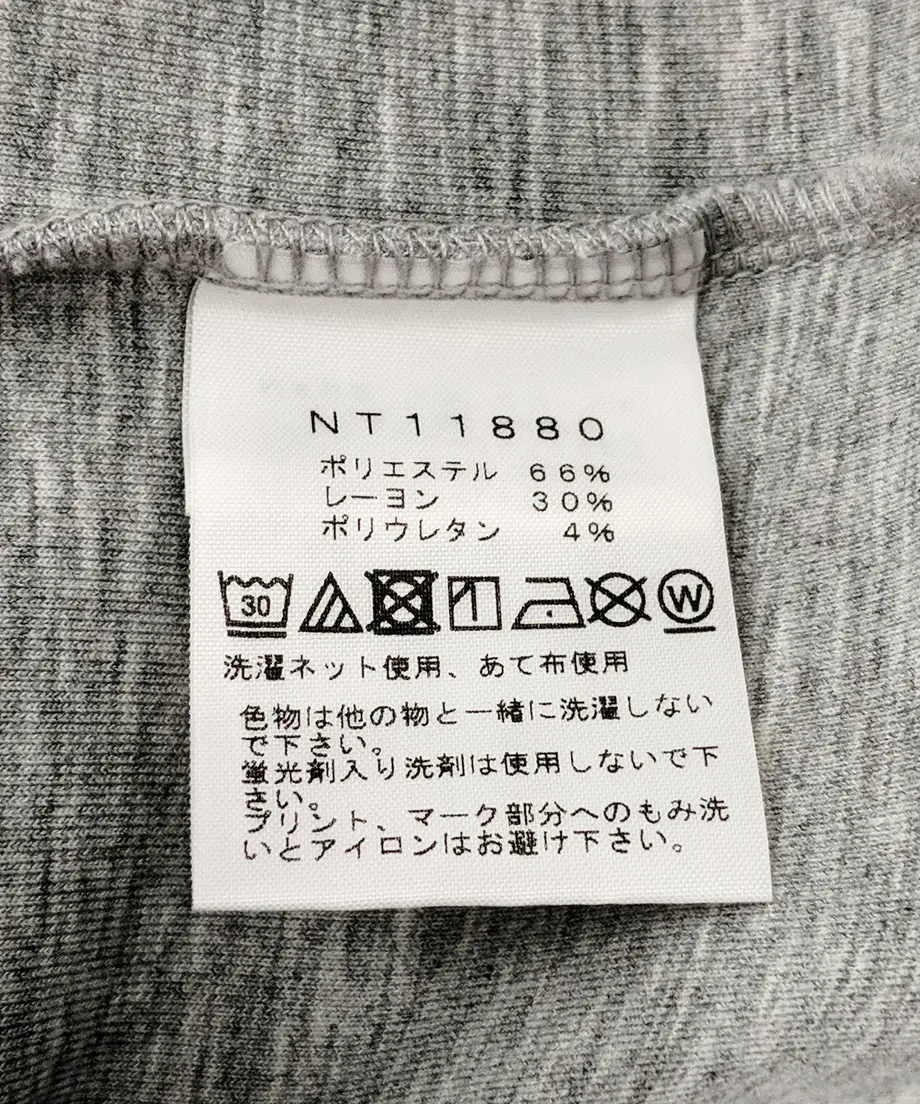 NT11880
ポリエステル 66%
レーヨン 30%
ポリウレタン 4%
30 W
洗濯ネット使用、あて布使用
色物は他の物と一緒に洗濯しない
で下さい。
蛍光剤入り洗剤は使用しないで下
さい。
プリント、マーク部分へのもみ洗
いとアイロンはお避け下さい。